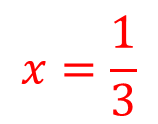 x = 1/3